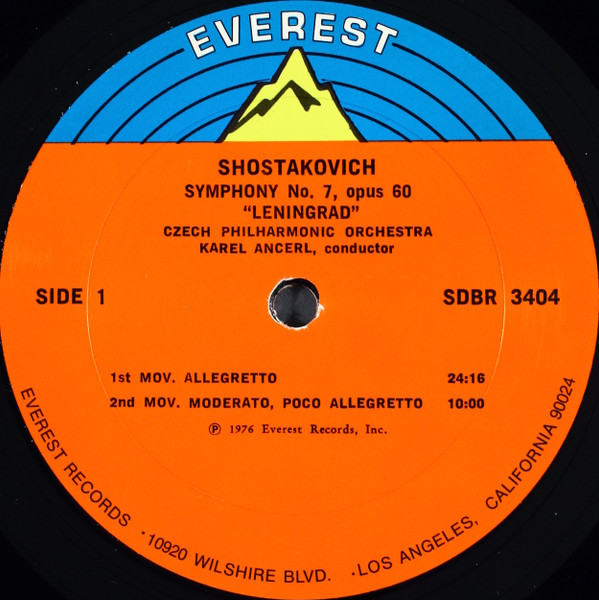 EVEREST
SHOSTAKOVICH
SYMPHONY No. 7, opus 60
"LENINGRAD"
CZECH PHILHARMONIC ORCHESTRA
KAREL ANCERL, conductor
SIDE 1
SDBR 3404
1st MOV. ALLEGRETTO 24:16
2nd MOV. MODERATO, POCO ALLEGRETTO 10:00
℗ 1976 Everest Records, Inc.
EVEREST RECORDS · 10920 WILSHIRE BLVD. · LOS ANGELES, CALIFORNIA 90024